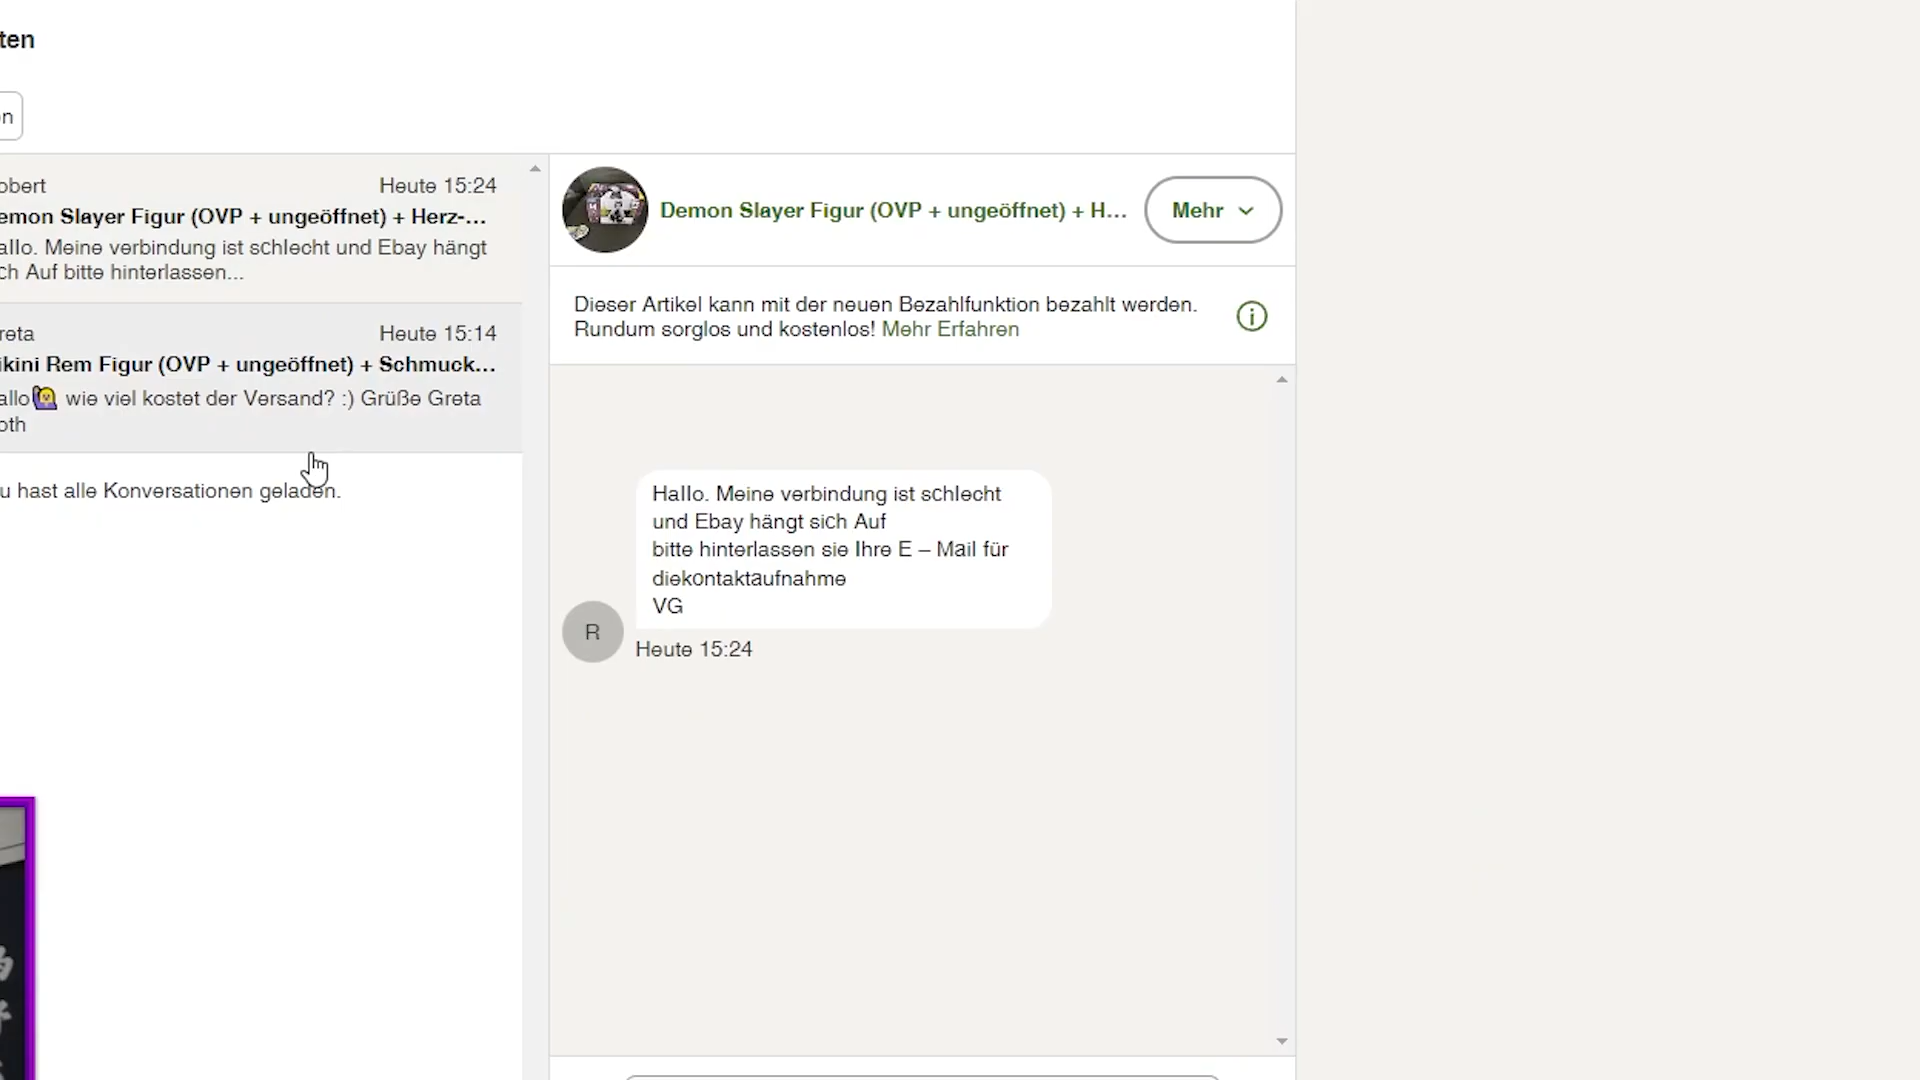 ten
n
obert
Heute 15:24
emon Slayer Figur (OVP + ungeöffnet) + Herz-...
allo. Meine verbindung ist schlecht und Ebay hängt
ch Auf bitte hinterlassen...
reta
Heute 15:14
ikini Rem Figur (OVP + ungeöffnet) + Schmuck...
allo🙋 wie viel kostet der Versand? :) Grüße Greta
oth
u hast alle Konversationen geladen.
Demon Slayer Figur (OVP + ungeöffnet) + H...
Mehr
Dieser Artikel kann mit der neuen Bezahlfunktion bezahlt werden.
Rundum sorglos und kostenlos! Mehr Erfahren
Hallo. Meine verbindung ist schlecht
und Ebay hängt sich Auf
bitte hinterlassen sie Ihre E – Mail für
diekontaktaufnahme
VG
R
Heute 15:24